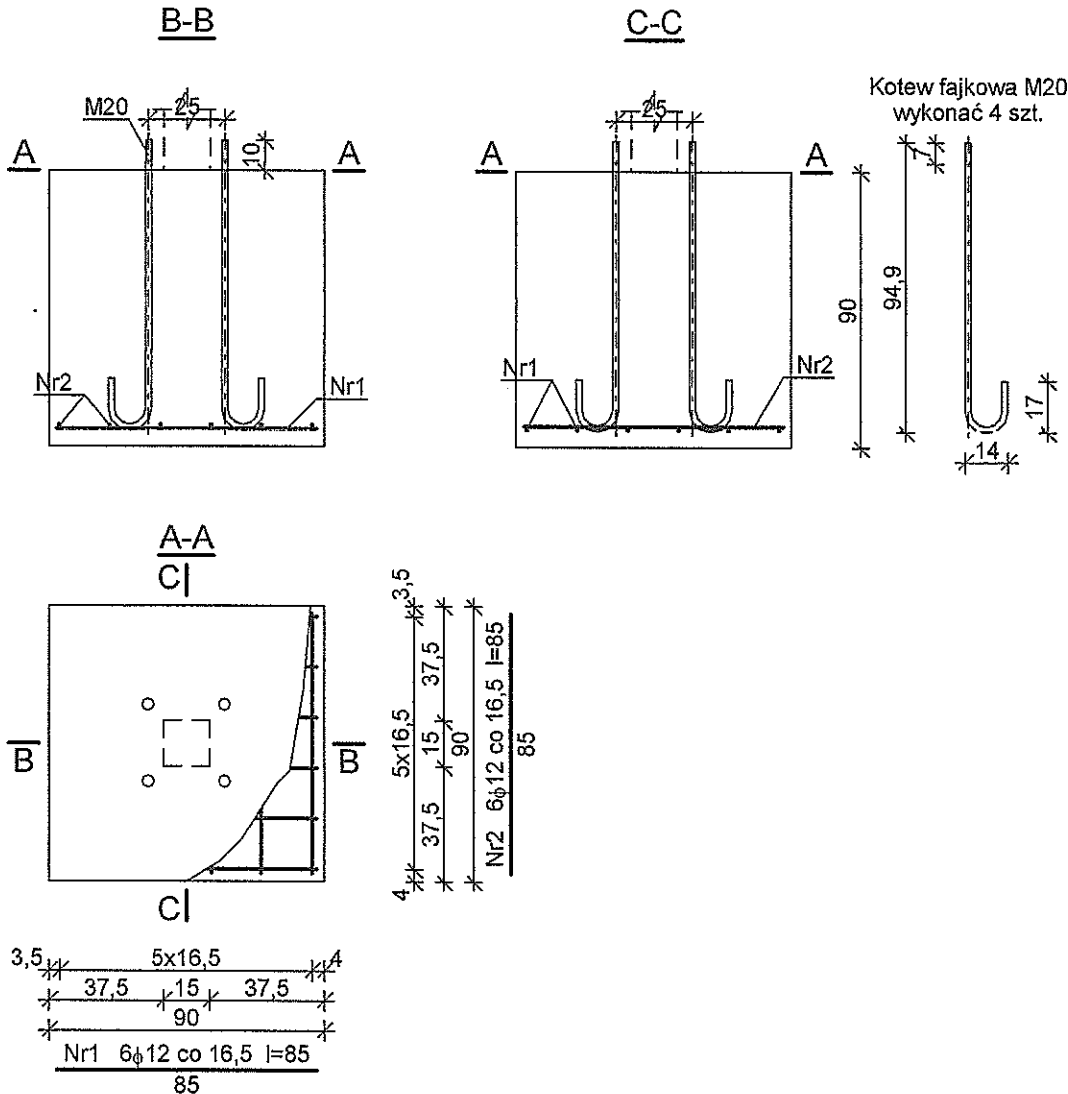 B-B
C-C
M20
25
10
A
A
Nr2
Nr1
25
A
A
Nr1
Nr2
90
Kotew fajkowa M20
wykonać 4 szt.
7
94,9
17
14
A-A
C
B
B
C
3,5
5x16,5
4
37,5
15
37,5
90
Nr2 6ϕ12 co 16,5 l=85
85
3,5
5x16,5
4
37,5
15
37,5
90
Nr1 6ϕ12 co 16,5 l=85
85